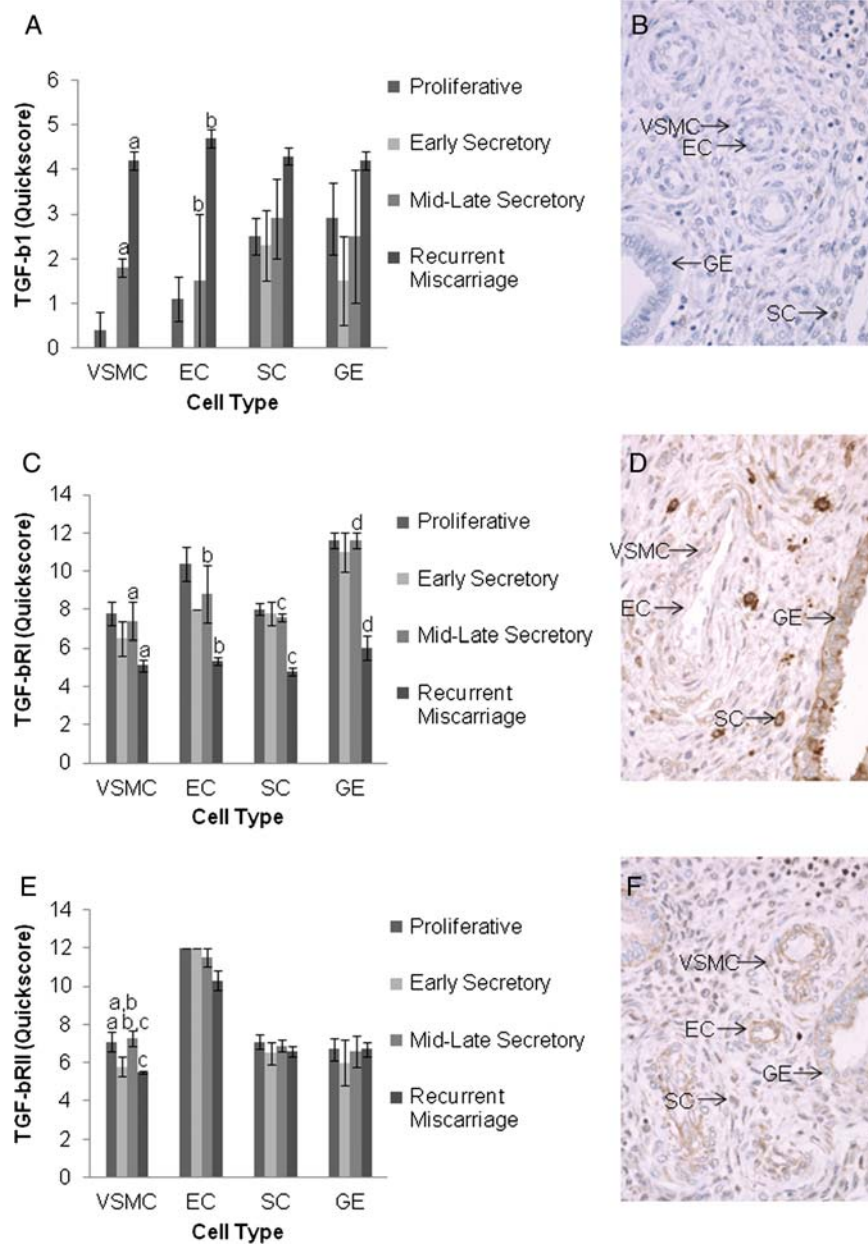 A
TGF-b1 (Quickscore)
6
5
4
3
2
1
0
a
a
b
b
VSMC EC SC GE
Cell Type
Proliferative
Early Secretory
Mid-Late Secretory
Recurrent
Miscarriage
B
VSMC
EC
GE
SC
C
TGF-bRI (Quickscore)
14
12
10
8
6
4
2
0
a
a
b
b
c
c
d
d
VSMC EC SC GE
Cell Type
Proliferative
Early Secretory
Mid-Late Secretory
Recurrent
Miscarriage
D
VSMC
EC
GE
SC
E
TGF-bRII (Quickscore)
14
12
10
8
6
4
2
0
a,b
a b,c
c
VSMC EC SC GE
Cell Type
Proliferative
Early Secretory
Mid-Late Secretory
Recurrent
Miscarriage
F
VSMC
EC
GE
SC